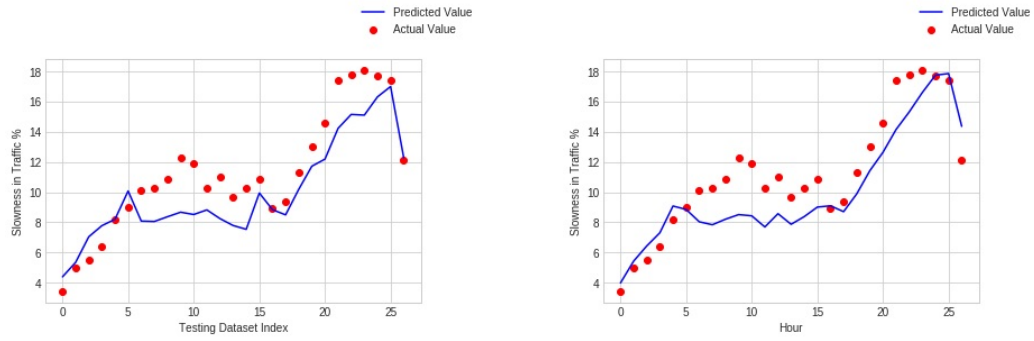 Predicted Value
Actual Value
18
16
14
12
10
8
6
4
Slowness in Traffic %
0 5 10 15 20 25
Testing Dataset Index
Predicted Value
Actual Value
18
16
14
12
10
8
6
4
Slowness in Traffic %
0 5 10 15 20 25
Hour